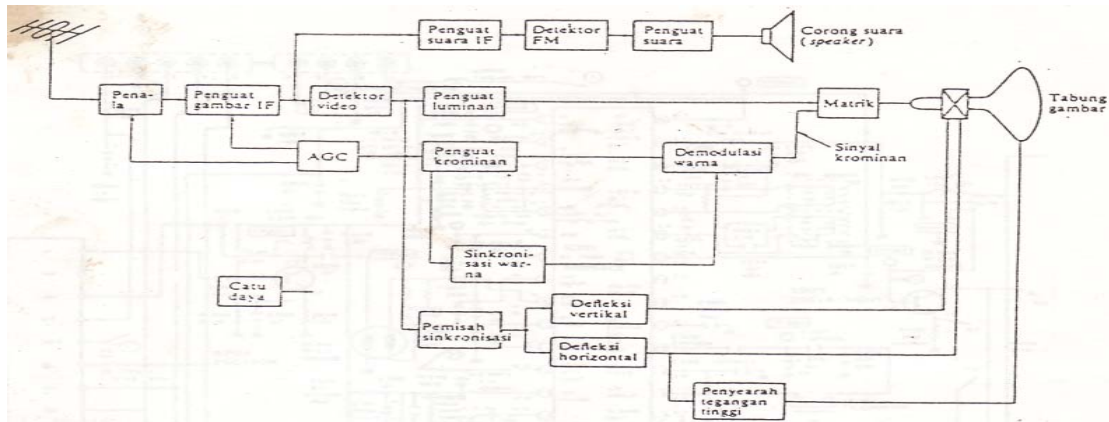 Penguat
suara IF
Detektor
FM
Penguat
suara
Corong suara
(speaker)
Pena-
la
Penguat
gambar IF
Detektor
video
Penguat
luminan
Matrik
Tabung
gambar
AGC
Penguat
krominan
Demodulasi
warna
Sinyal
krominan
Sinkroni-
sasi war-
na
Catu
daya
Defleksi
vertikal
Pemisah
sinkronisasi
Defleksi
horizontal
Penyearah
tegangan
tinggi